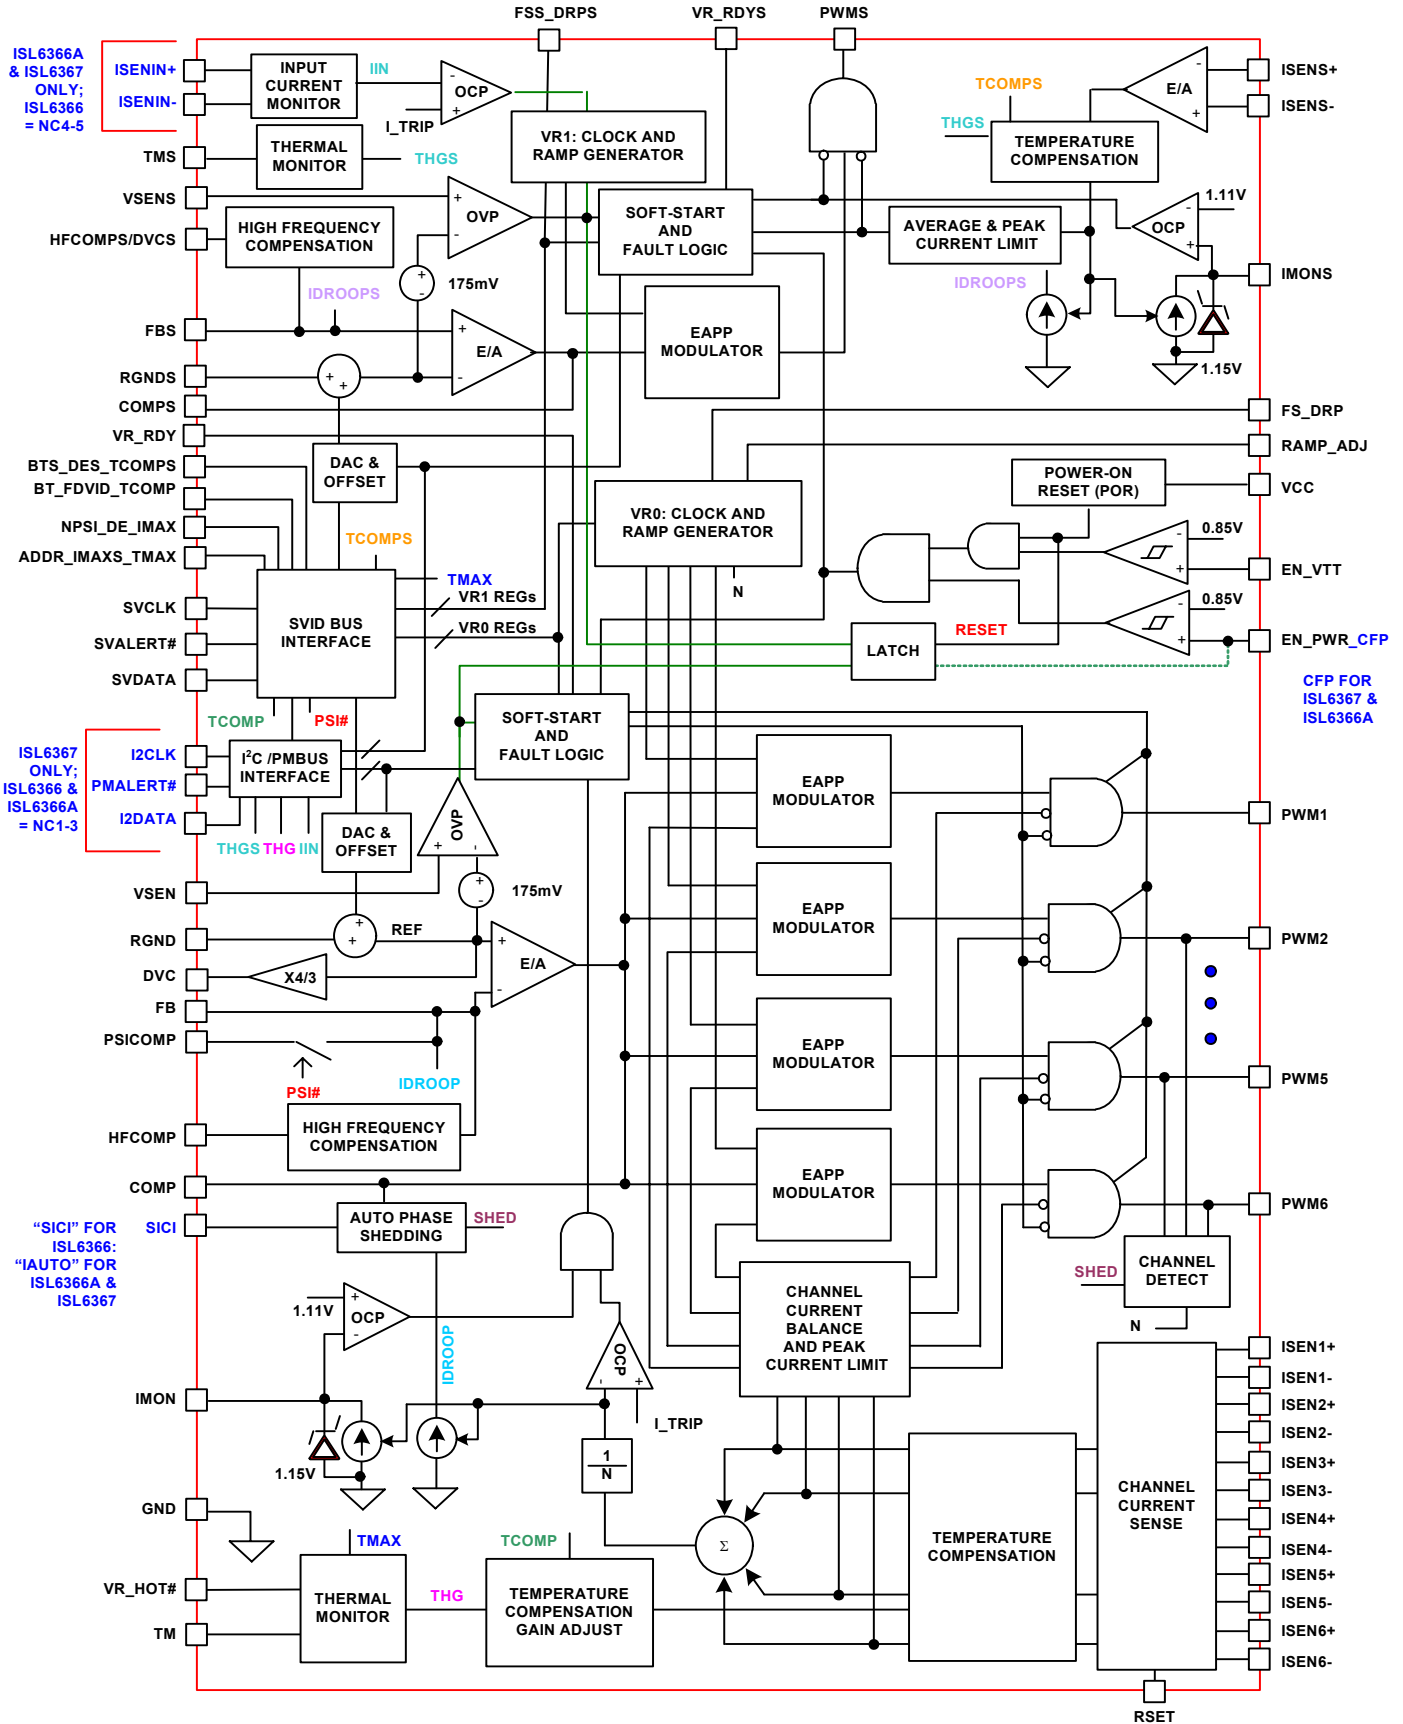 FSS_DRPS
VR_RDYS
PWMS
ISL6366A
& ISL6367
ONLY;
ISL6366
= NC4-5
ISENIN+
ISENIN-
INPUT
CURRENT
MONITOR
IIN
-
+
OCP
I_TRIP
VR1: CLOCK AND
RAMP GENERATOR
TCOMPS
THGS
TEMPERATURE
COMPENSATION
-
E/A
+
ISENS+
ISENS-
TMS
THERMAL
MONITOR
THGS
VSENS
HFCOMPS/DVCS
HIGH FREQUENCY
COMPENSATION
+
OVP
-
SOFT-START
AND
FAULT LOGIC
AVERAGE & PEAK
CURRENT LIMIT
1.11V
-
OCP
+
IDROOPS
+
-
175mV
IDROOPS
IMONS
1.15V
FBS
+
E/A
-
EAPP
MODULATOR
RGNDS
+
+
COMPS
VR_RDY
FS_DRP
RAMP_ADJ
BTS_DES_TCOMPS
BT_FDVID_TCOMP
NPSI_DE_IMAX
ADDR_IMAXS_TMAX
DAC &
OFFSET
VR0: CLOCK AND
RAMP GENERATOR
N
POWER-ON
RESET (POR)
VCC
TCOMPS
TMAX
VR1 REGs
VR0 REGs
-
0.85V
+
EN_VTT
SVCLK
SVALERT#
SVDATA
SVID BUS
INTERFACE
-
0.85V
+
EN_PWR_CFP
LATCH
RESET
CFP FOR
ISL6367 &
ISL6366A
TCOMP
PSI#
SOFT-START
AND
FAULT LOGIC
ISL6367
ONLY;
ISL6366 &
ISL6366A
= NC1-3
I2CLK
PMALERT#
I2DATA
I2C /PMBUS
INTERFACE
THGS
THG
IIN
DAC &
OFFSET
OVP
+
-
EAPP
MODULATOR
PWM1
VSEN
+
-
175mV
EAPP
MODULATOR
PWM2
RGND
+
+
REF
+
E/A
-
DVC
X4/3
FB
PSICOMP
PSI#
IDROOP
EAPP
MODULATOR
PWM5
HFCOMP
HIGH FREQUENCY
COMPENSATION
COMP
EAPP
MODULATOR
PWM6
"SICI" FOR
ISL6366:
"IAUTO" FOR
ISL6366A &
ISL6367
SICI
AUTO PHASE
SHEDDING
SHED
SHED
CHANNEL
DETECT
N
1.11V
+
OCP
-
IDROOP
OCP
-
+
I_TRIP
CHANNEL
CURRENT
BALANCE
AND PEAK
CURRENT LIMIT
IMON
1.15V
1
N
Σ
TEMPERATURE
COMPENSATION
CHANNEL
CURRENT
SENSE
ISEN1+
ISEN1-
ISEN2+
ISEN2-
ISEN3+
ISEN3-
ISEN4+
ISEN4-
ISEN5+
ISEN5-
ISEN6+
ISEN6-
GND
VR_HOT#
TM
TMAX
THERMAL
MONITOR
THG
TCOMP
TEMPERATURE
COMPENSATION
GAIN ADJUST
RSET